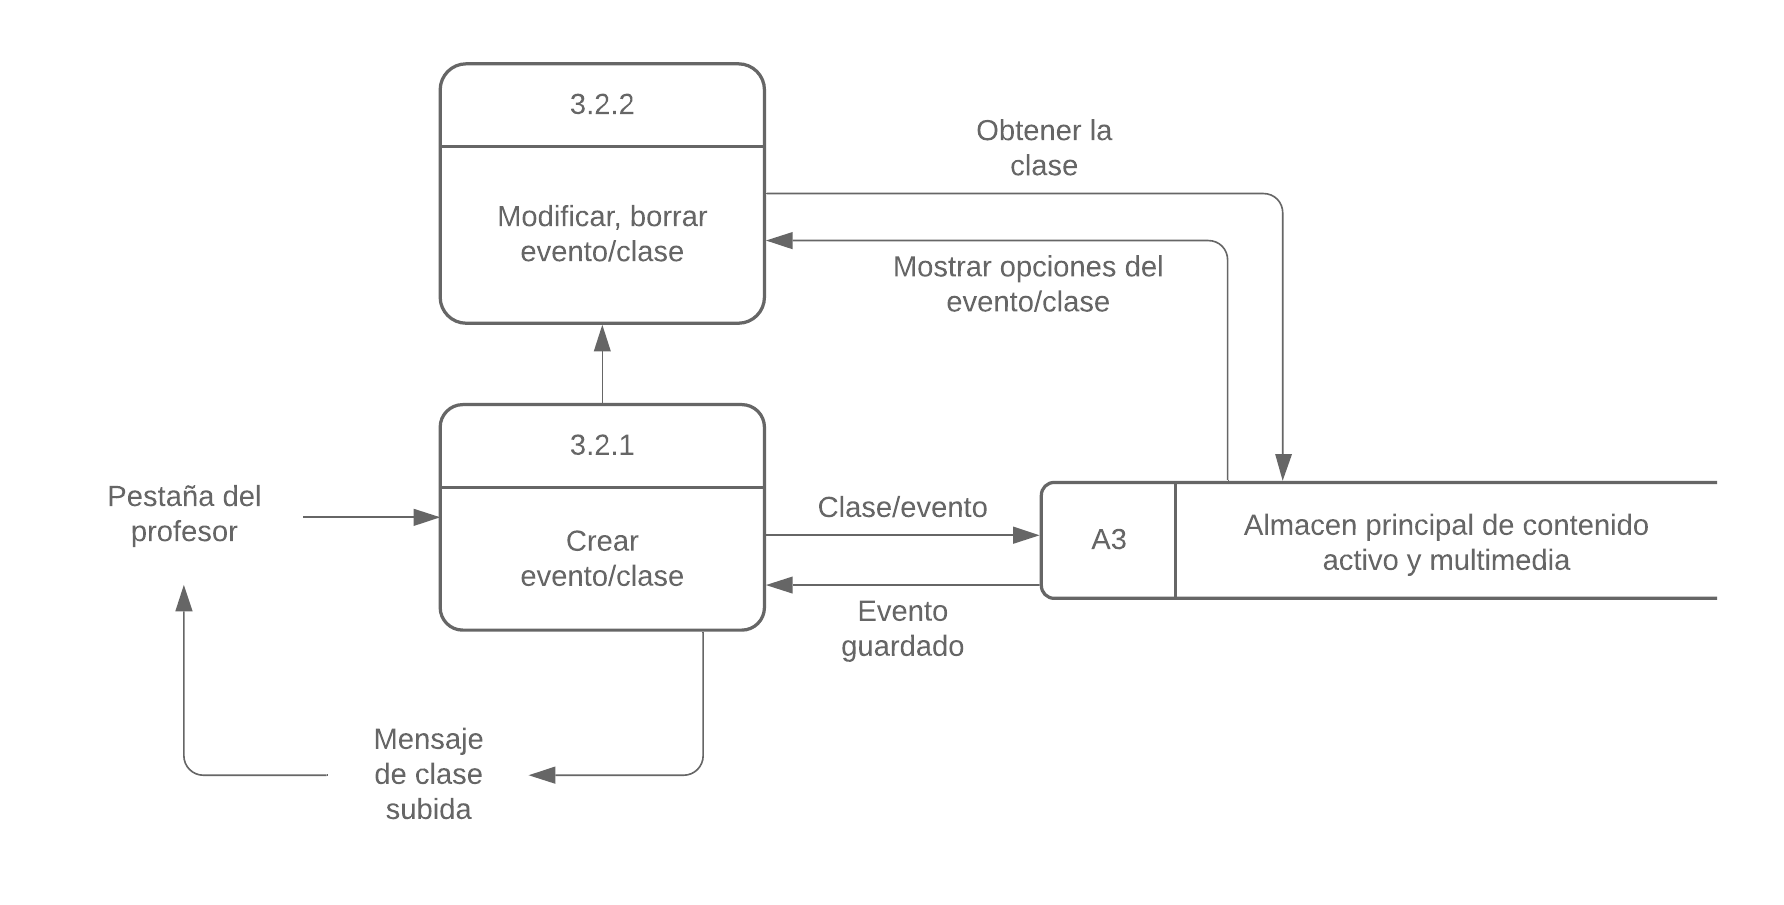 3.2.2
Modificar, borrar
evento/clase
Obtener la
clase
Mostrar opciones del
evento/clase
3.2.1
Crear
evento/clase
Pestaña del
profesor
Clase/evento
Evento
guardado
A3
Almacen principal de contenido
activo y multimedia
Mensaje
de clase
subida